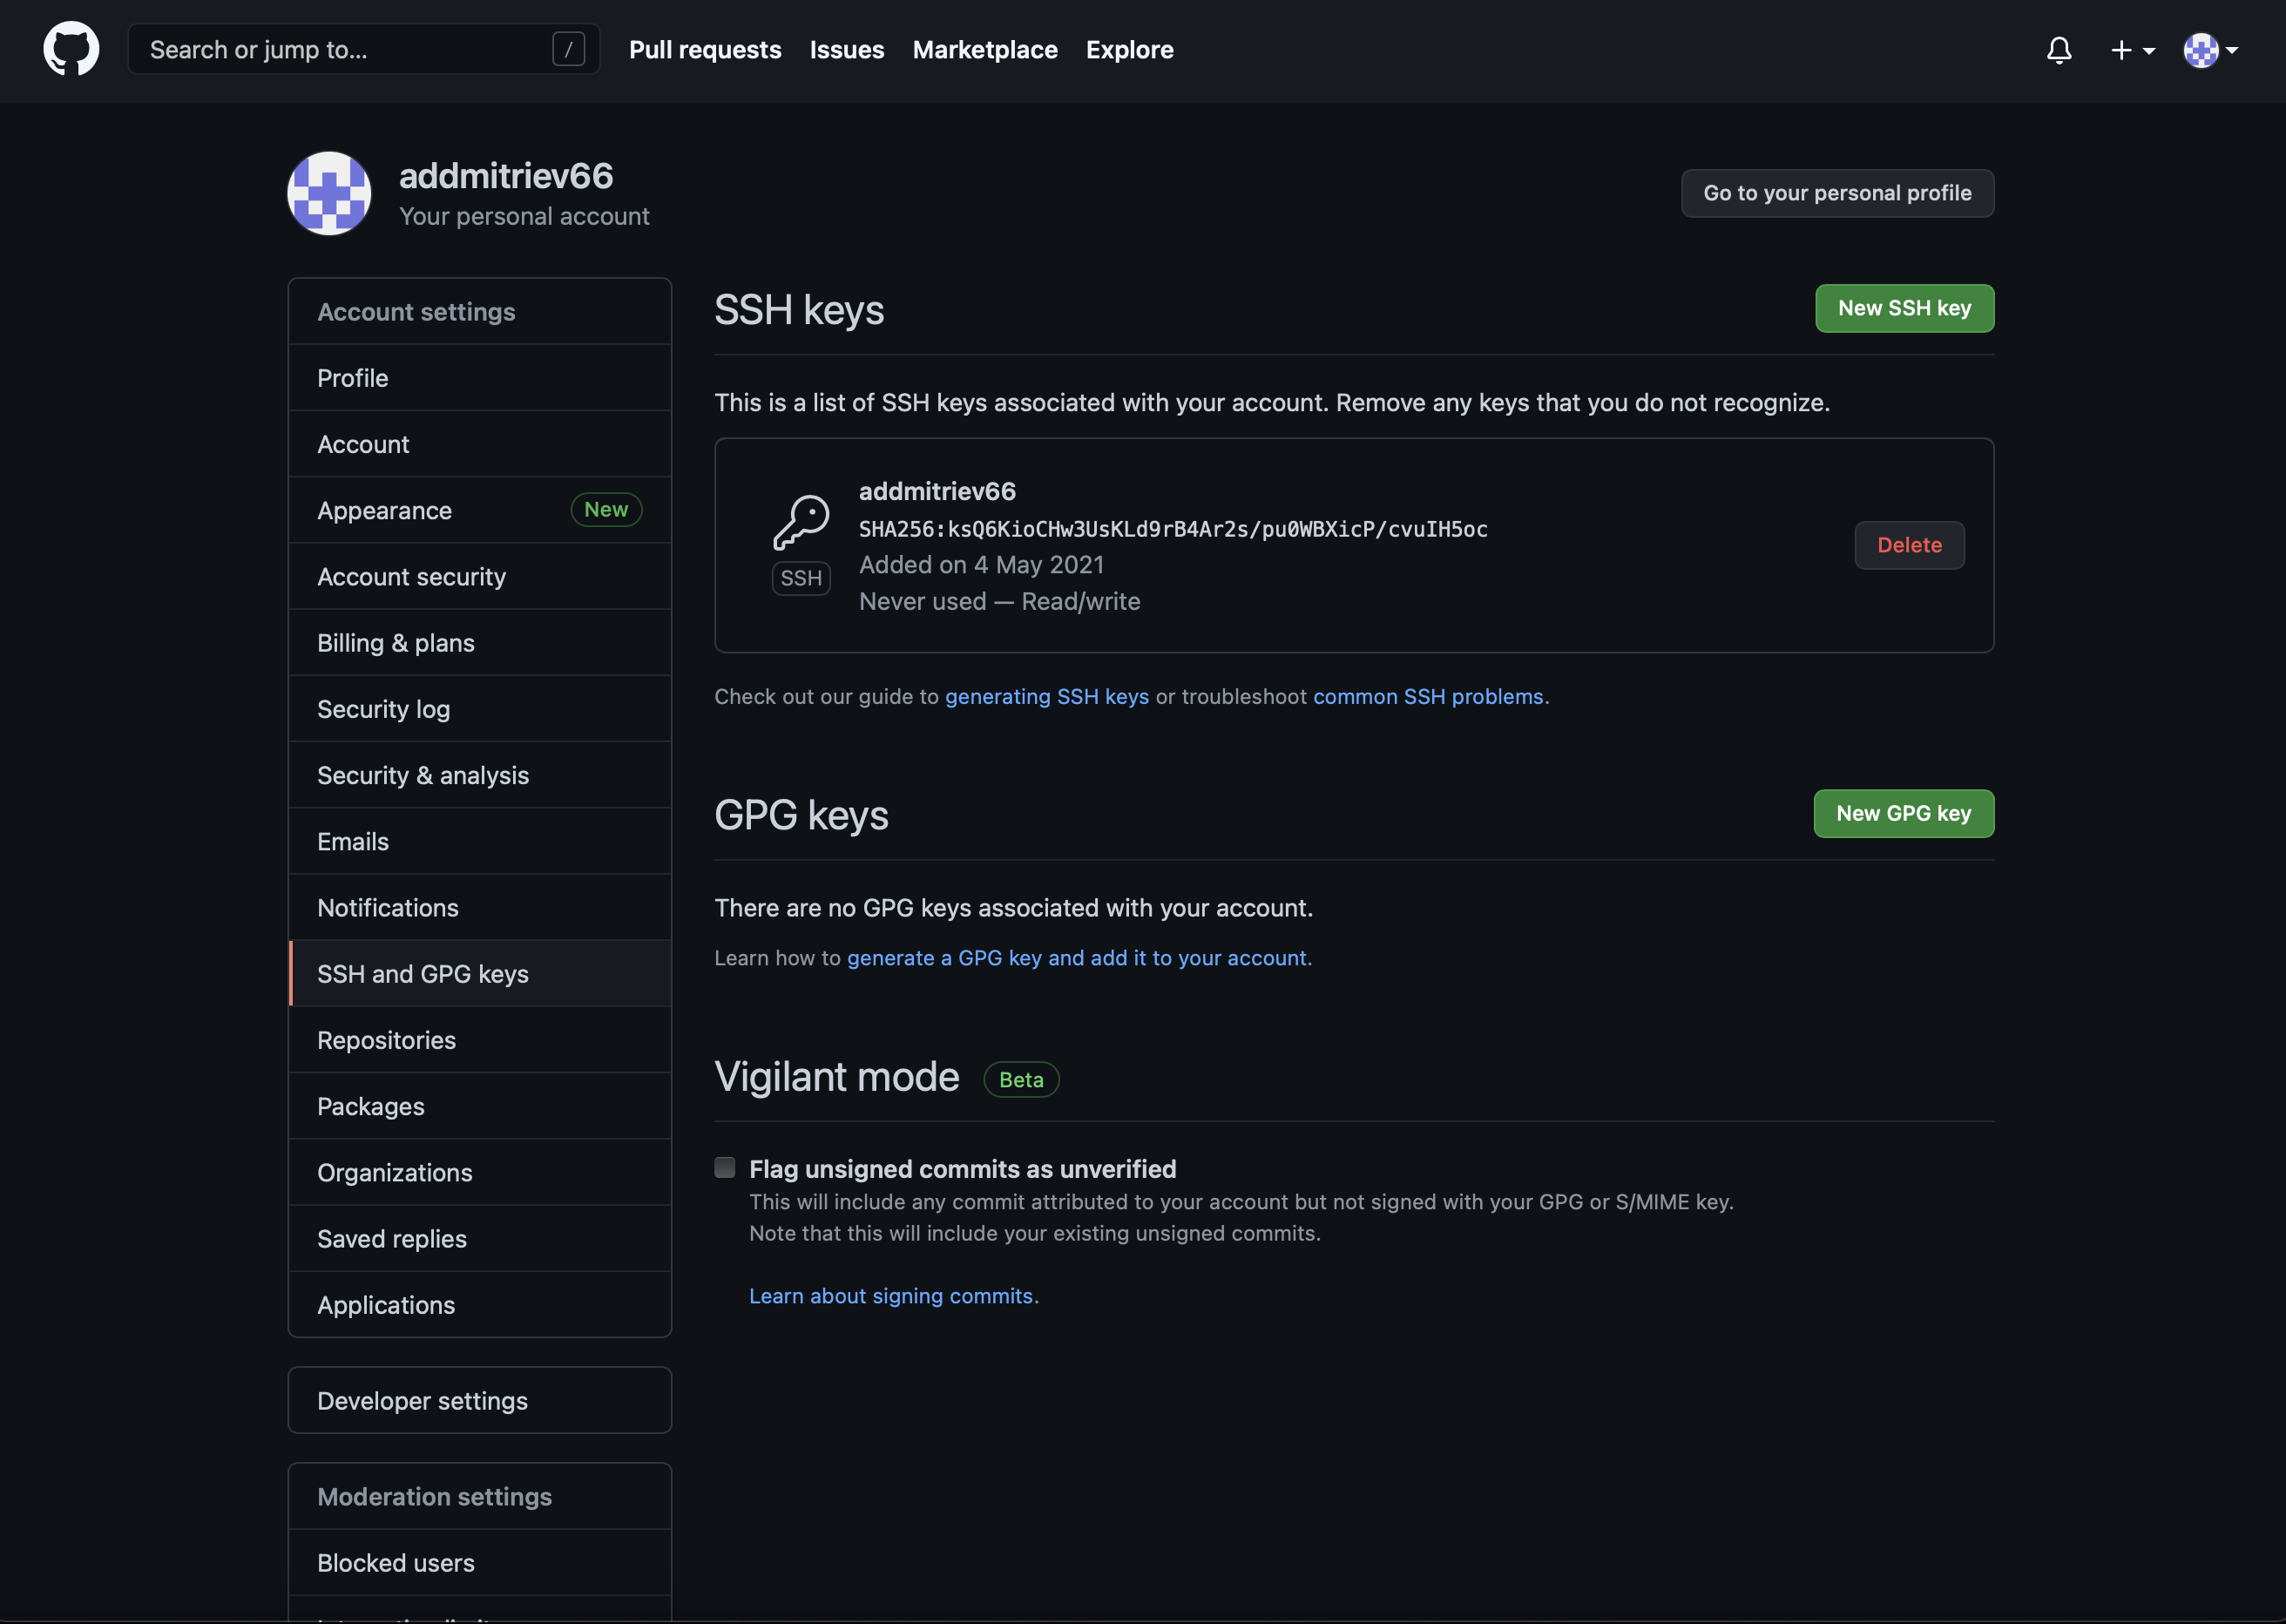 Search or jump to...
/
Pull requests
Issues
Marketplace
Explore
addmitriev66
Your personal account
Go to your personal profile
Account settings
Profile
Account
Appearance
New
Account security
Billing & plans
Security log
Security & analysis
Emails
Notifications
SSH and GPG keys
Repositories
Packages
Organizations
Saved replies
Applications
Developer settings
Moderation settings
Blocked users
SSH keys
New SSH key
This is a list of SSH keys associated with your account. Remove any keys that you do not recognize.
SSH
addmitriev66
SHA256:ksQ6KioCHw3UsKLd9rB4Ar2s/pu0WBXicP/cvuIH5oc
Added on 4 May 2021
Never used — Read/write
Delete
Check out our guide to generating SSH keys or troubleshoot common SSH problems.
GPG keys
New GPG key
There are no GPG keys associated with your account.
Learn how to generate a GPG key and add it to your account.
Vigilant mode
Beta
Flag unsigned commits as unverified
This will include any commit attributed to your account but not signed with your GPG or S/MIME key.
Note that this will include your existing unsigned commits.
Learn about signing commits.